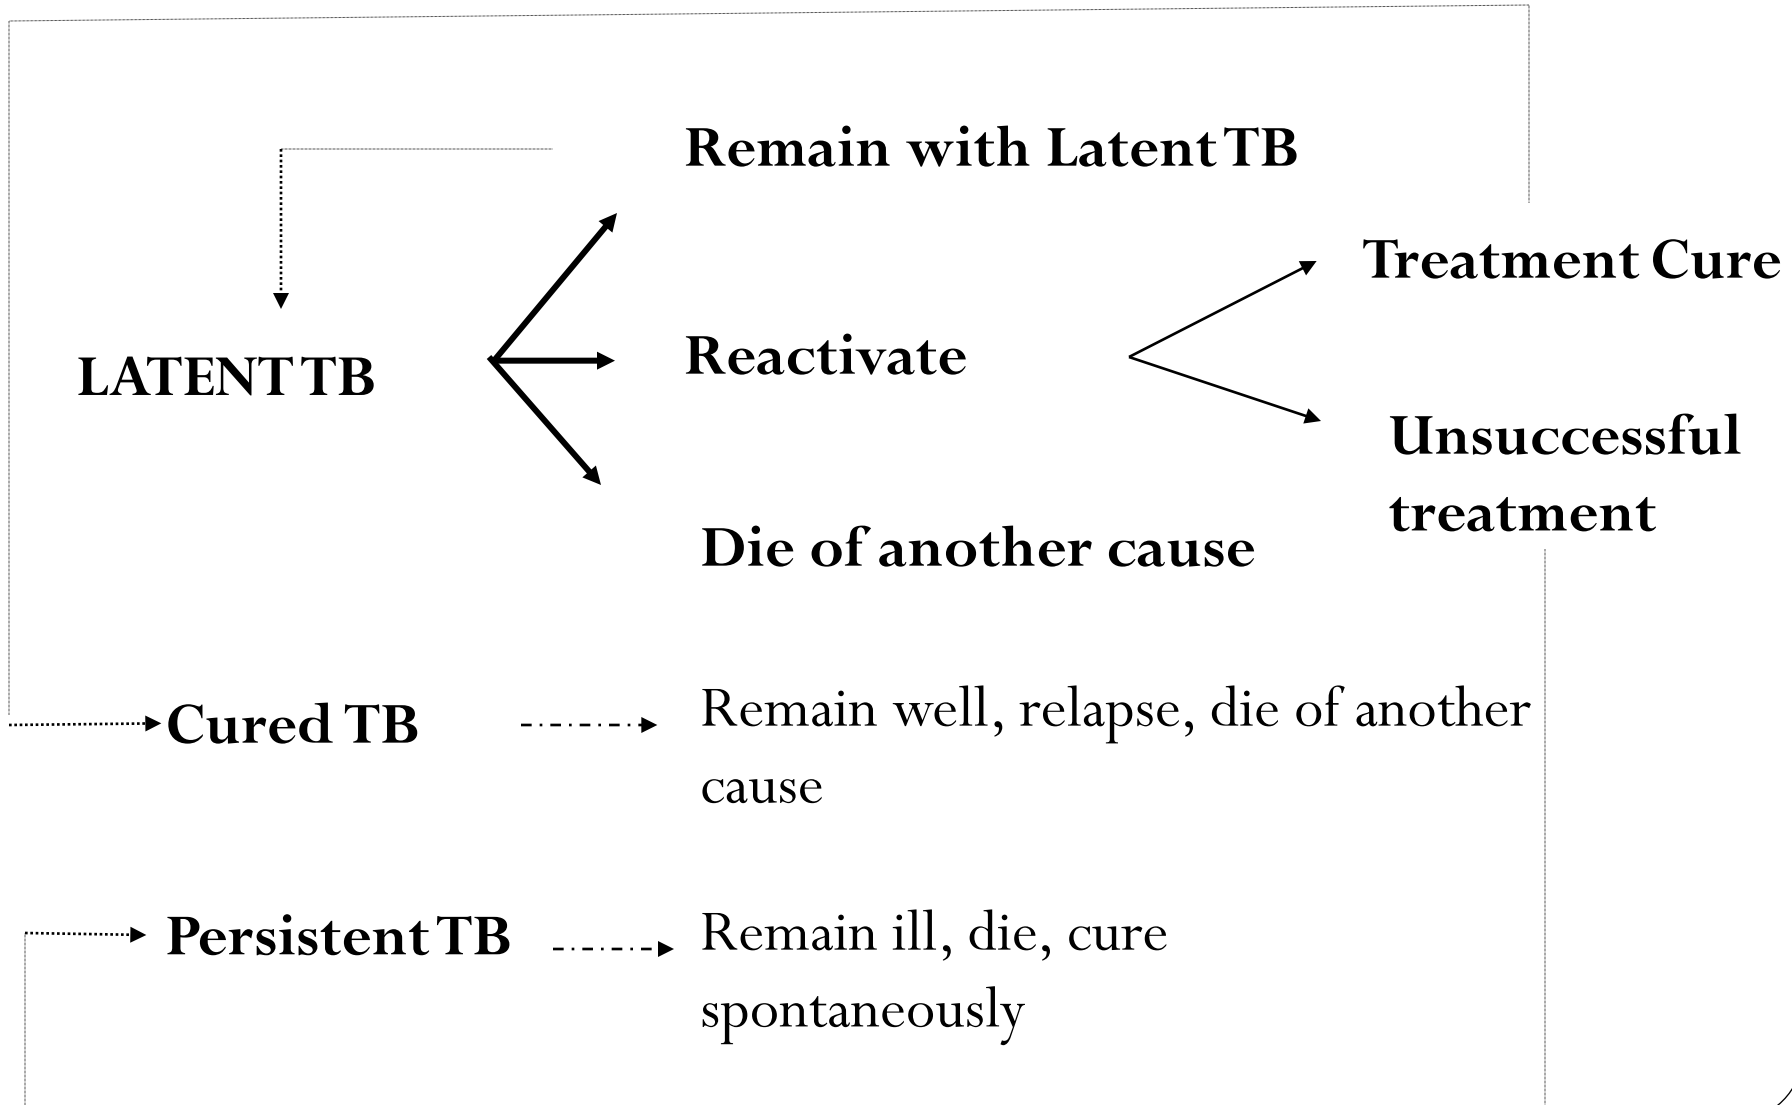 Remain with Latent TB
Treatment Cure
Reactivate
LATENT TB
Unsuccessful
treatment
Die of another cause
Cured TB
Remain well, relapse, die of another
cause
Persistent TB
Remain ill, die, cure
spontaneously